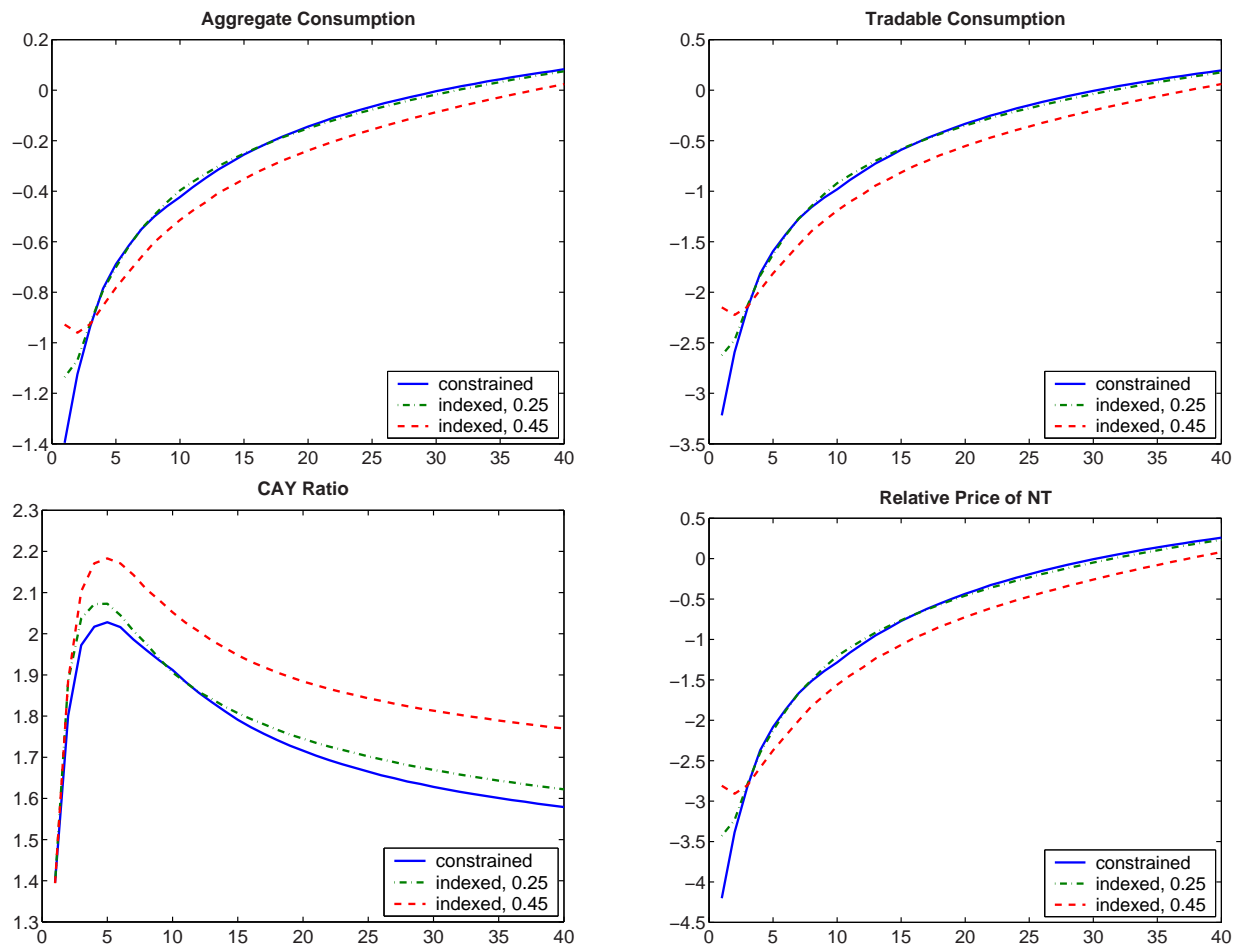 Aggregate Consumption
0.2
0
−0.2
−0.4
−0.6
−0.8
−1
−1.2
−1.4
0 5 10 15 20 25 30 35 40
constrained
indexed, 0.25
indexed, 0.45
Tradable Consumption
0.5
0
−0.5
−1
−1.5
−2
−2.5
−3
−3.5
0 5 10 15 20 25 30 35 40
constrained
indexed, 0.25
indexed, 0.45
CAY Ratio
2.3
2.2
2.1
2
1.9
1.8
1.7
1.6
1.5
1.4
1.3
0 5 10 15 20 25 30 35 40
constrained
indexed, 0.25
indexed, 0.45
Relative Price of NT
0.5
0
−0.5
−1
−1.5
−2
−2.5
−3
−3.5
−4
−4.5
0 5 10 15 20 25 30 35 40
constrained
indexed, 0.25
indexed, 0.45